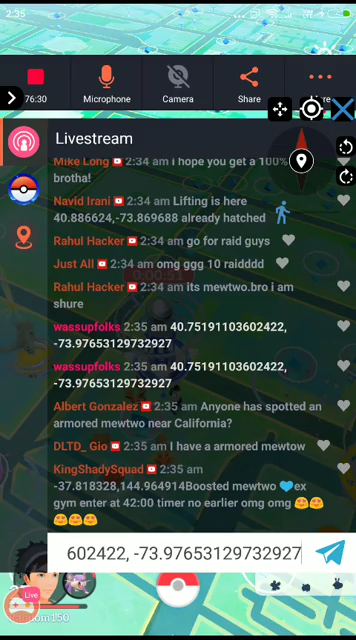 2:35
76:30
Microphone
Camera
Share
More
Livestream
Mike Long 2:34 am i hope you get a 100%
brotha!
Navid Irani 2:34 am Lifting is here
40.886624,-73.869688 already hatched
Rahul Hacker 2:34 am go for raid guys
Just All 2:34 am omg ggg 10 raidddd
Rahul Hacker 2:34 am its mewtwo.bro i am
shure
wassupfolks 2:35 am 40.75191103602422,
-73.97653129732927
wassupfolks 2:35 am 40.75191103602422,
-73.97653129732927
Albert Gonzalez 2:35 am Anyone has spotted an
armored mewtwo near California?
DLTD_ Gio 2:35 am I have a armored mewtow
KingShadySquad 2:35 am
-37.818328,144.964914Boosted mewtwo 💙ex
gym enter at 42:00 timer no earlier omg omg 😍😍
😍😍😍
602422, -73.97653129732927
Live